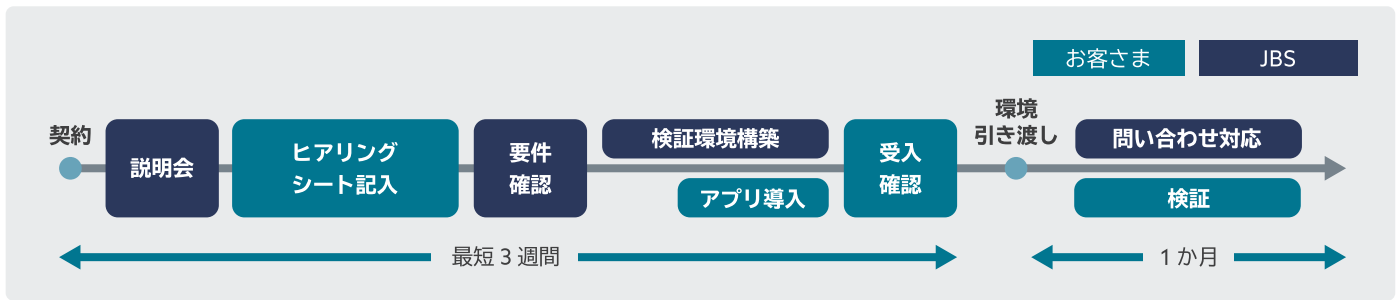 お客さま
JBS
契約
説明会
ヒアリング
シート記入
要件
確認
検証環境構築
アプリ導入
受入
確認
環境
引き渡し
問い合わせ対応
検証
最短 3 週間
1 か月